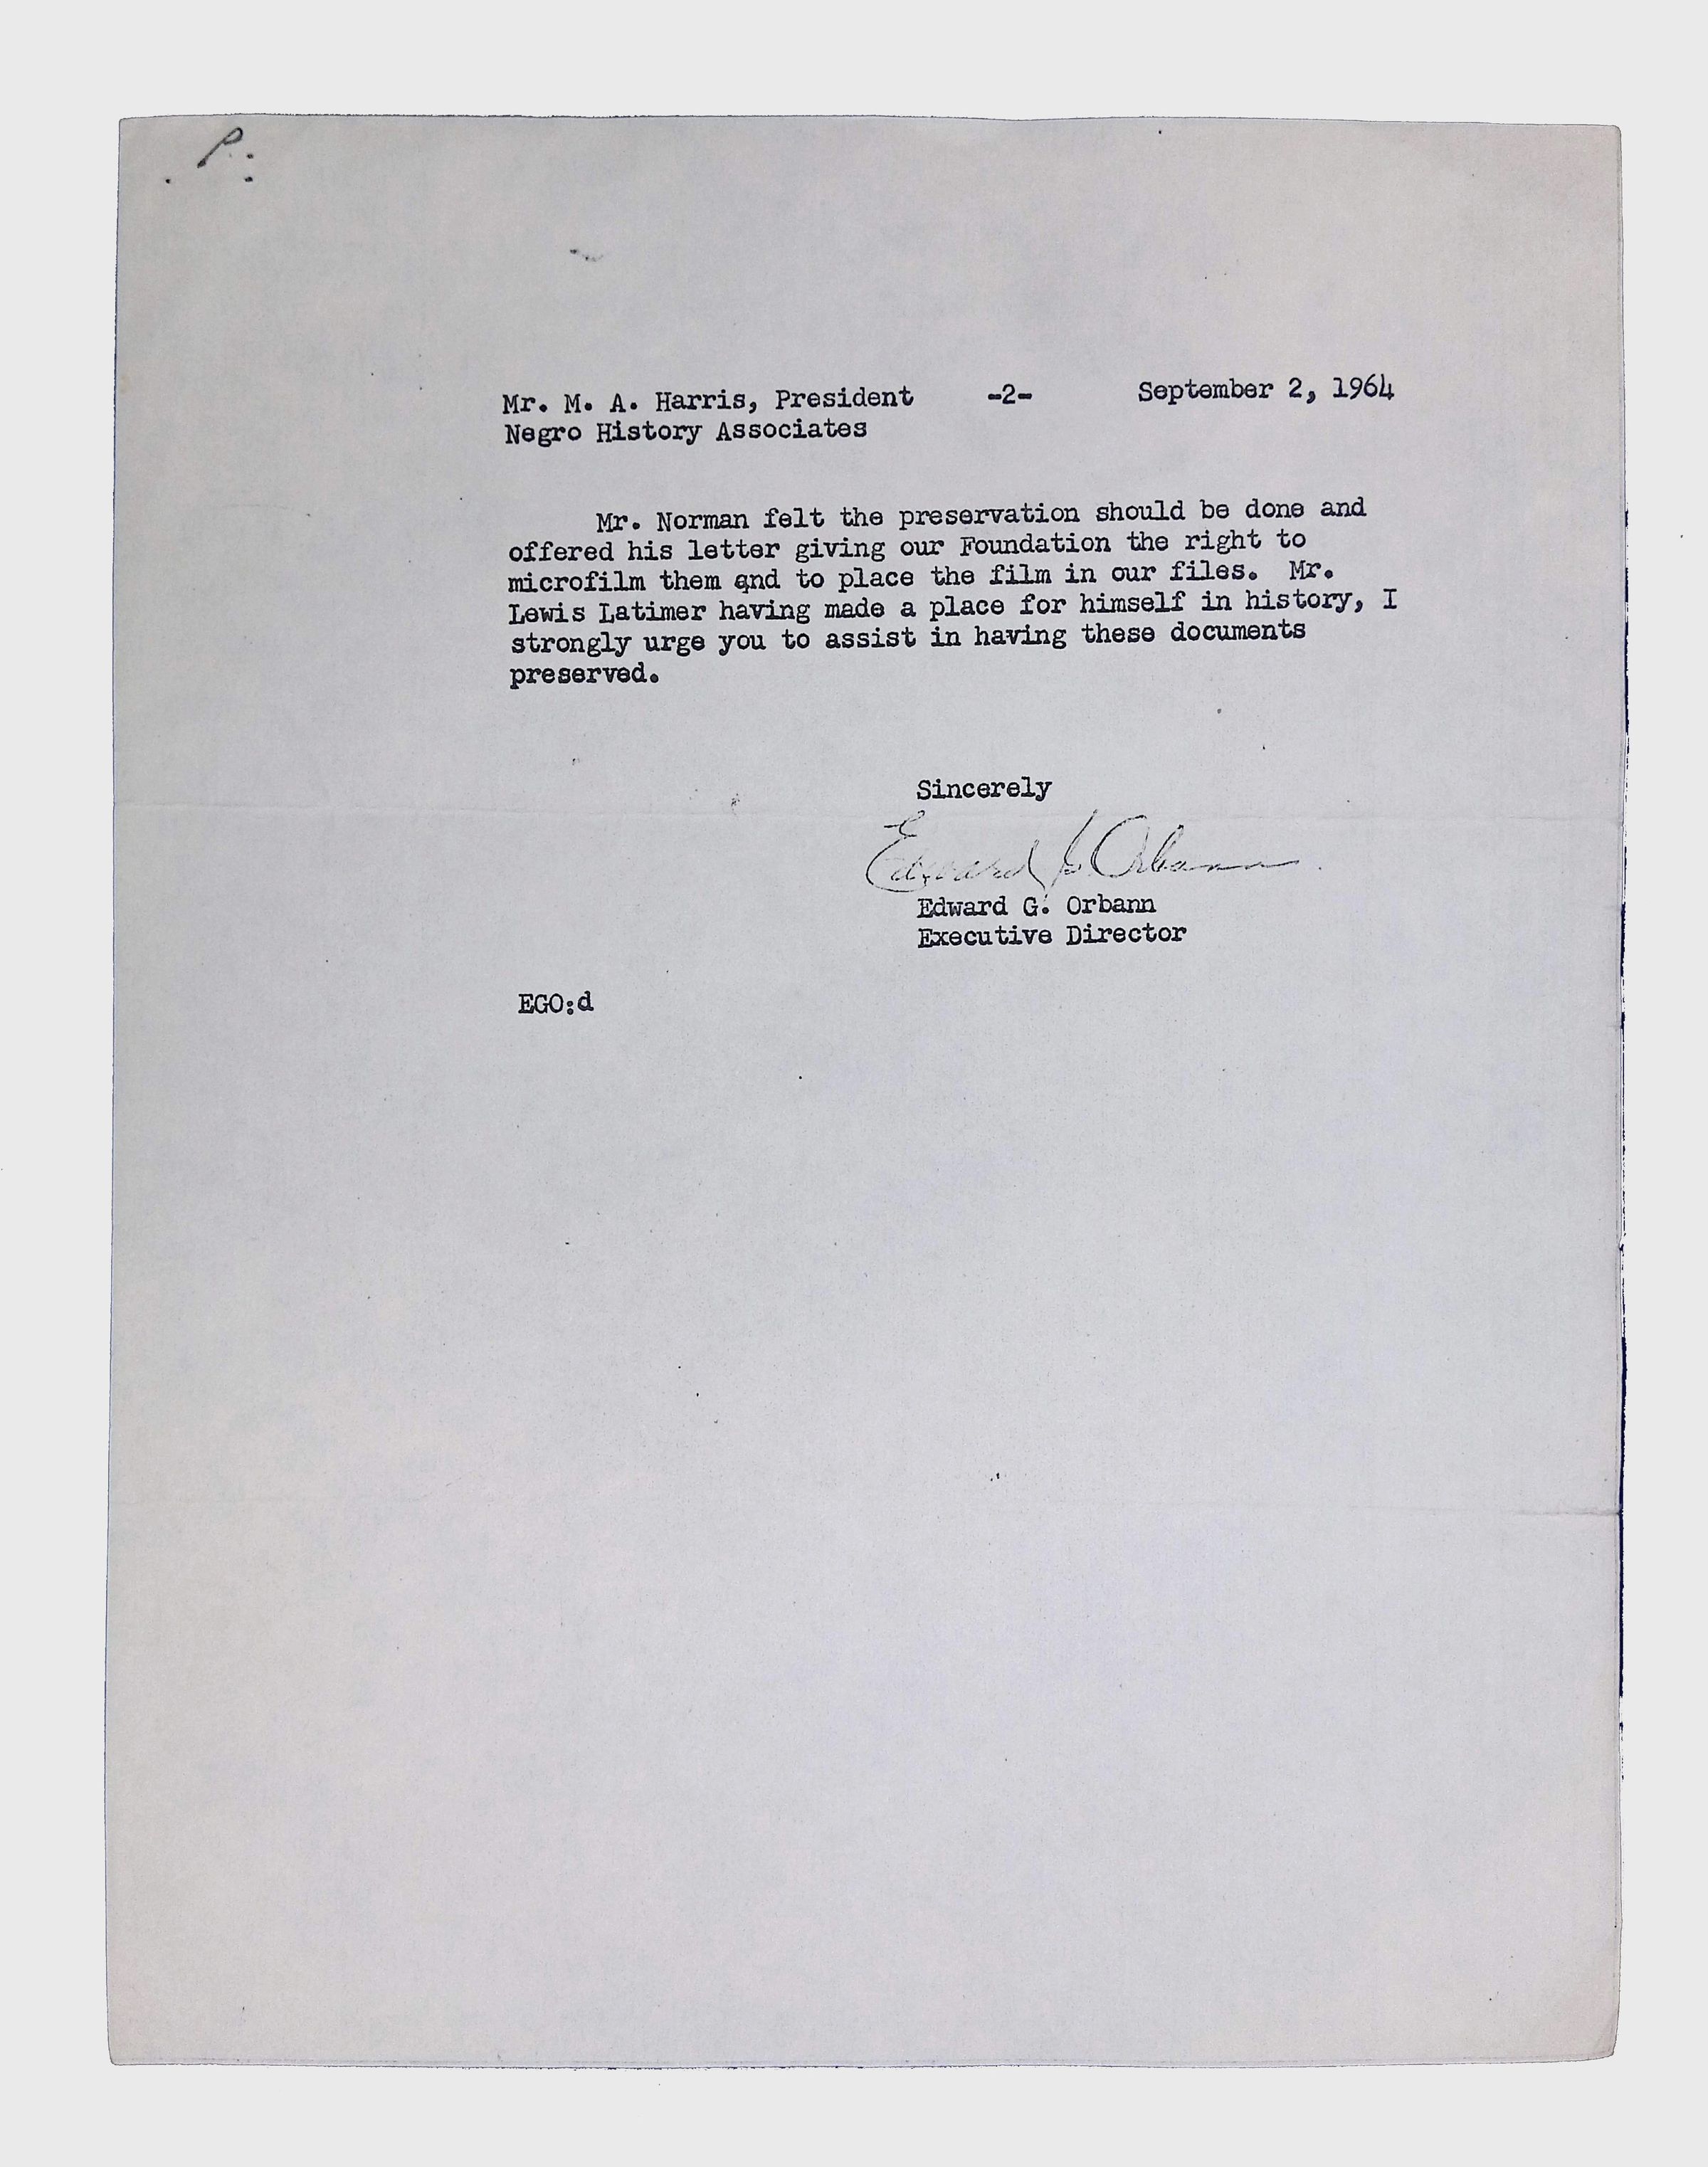 P.
Mr. M. A. Harris, President -2- September 2, 1964
Negro History Associates
Mr. Norman felt the preservation should be done and
offered his letter giving our Foundation the right to
microfilm them and to place the film in our files. Mr.
Lewis Latimer having made a place for himself in history, I
strongly urge you to assist in having these documents
preserved.
Sincerely
Edward G. Orbann
Edward G. Orbann
Executive Director
EGO:d